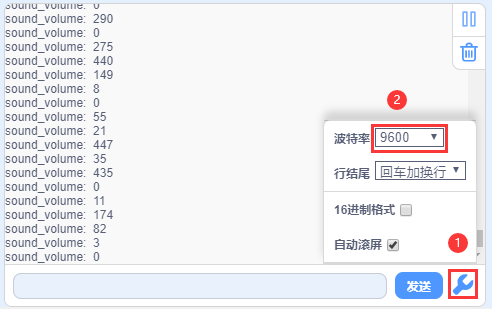 sound_volume: 0
sound_volume: 290
sound_volume: 0
sound_volume: 275
sound_volume: 440
sound_volume: 149
sound_volume: 8
sound_volume: 0
sound_volume: 55
sound_volume: 21
sound_volume: 447
sound_volume: 35
sound_volume: 435
sound_volume: 0
sound_volume: 11
sound_volume: 174
sound_volume: 82
sound_volume: 3
sound_volume: 0
2
波特率 9600
行结尾 回车加换行
16进制格式
自动滚屏
1
发送